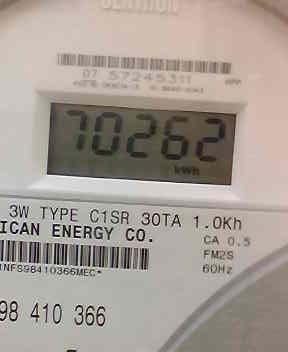 CENTRON
07 57245311
70262
kWh
3W TYPE C1SR 30TA 1.0Kh
ICAN ENERGY CO.
CA 0.5
FM2S
60Hz
98 410 366